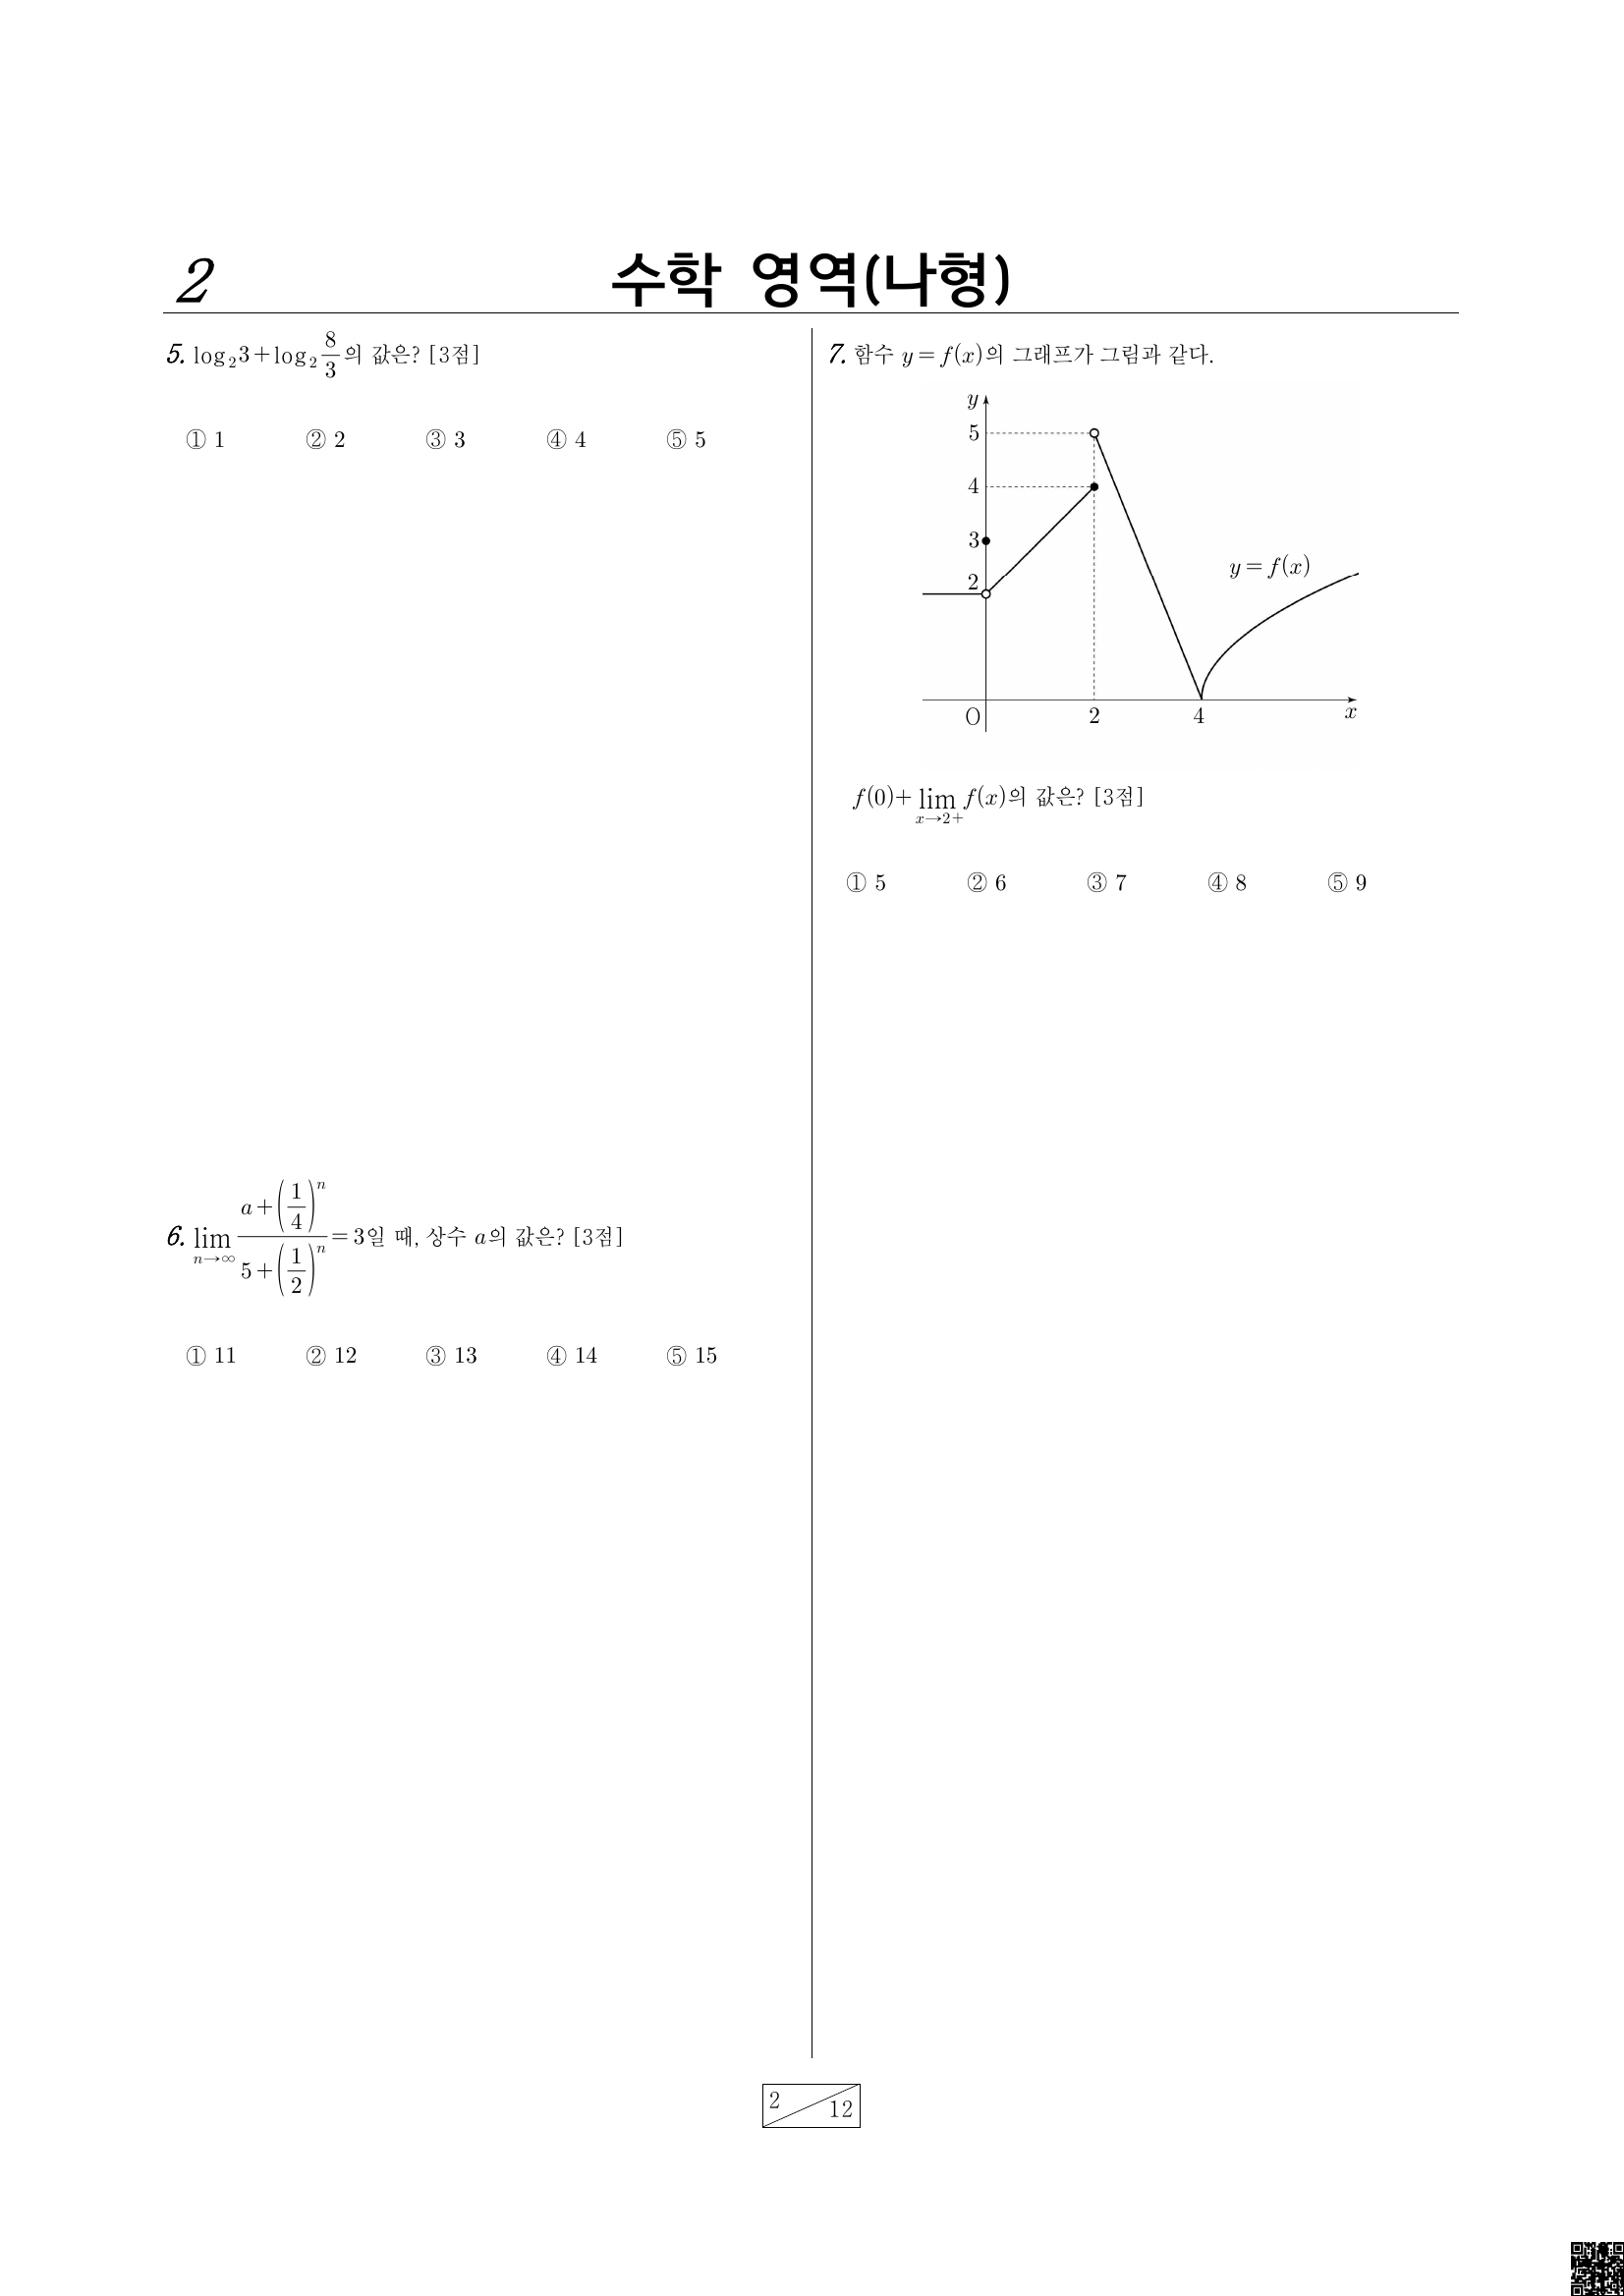 2
수학 영역(나형)
5. log₂3+log₂ 8/3 의 값은? [3점]
① 1 ② 2 ③ 3 ④ 4 ⑤ 5
6. lim_{n→∞} (a+(1/4)^n)/(5+(1/2)^n) = 3일 때, 상수 a의 값은? [3점]
① 11 ② 12 ③ 13 ④ 14 ⑤ 15
7. 함수 y=f(x)의 그래프가 그림과 같다.
y
5
4
3
2
y=f(x)
O 2 4 x
f(0)+lim_{x→2+} f(x)의 값은? [3점]
① 5 ② 6 ③ 7 ④ 8 ⑤ 9
2 12